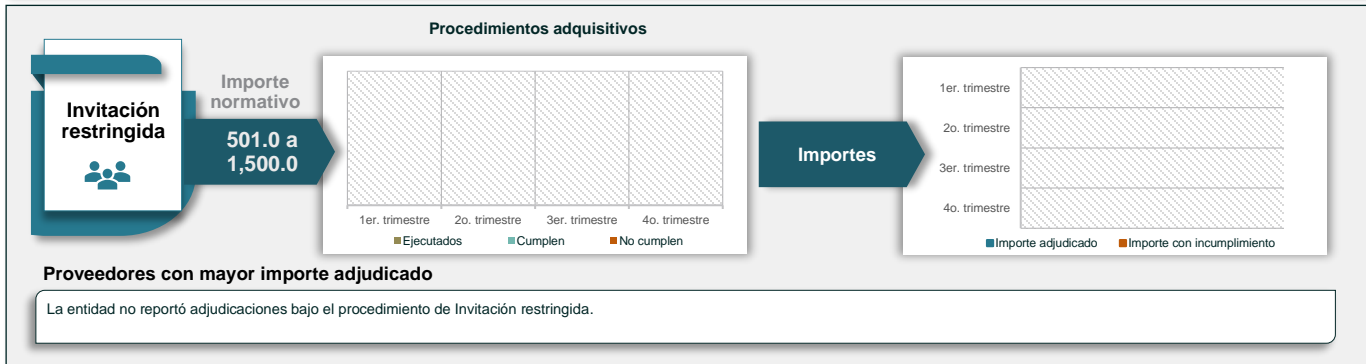 Procedimientos adquisitivos
Invitación
restringida
Importe
normativo
501.0 a
1,500.0
1er. trimestre
2o. trimestre
3er. trimestre
4o. trimestre
Ejecutados
Cumplen
No cumplen
Importes
1er. trimestre
2o. trimestre
3er. trimestre
4o. trimestre
Importe adjudicado
Importe con incumplimiento
Proveedores con mayor importe adjudicado
La entidad no reportó adjudicaciones bajo el procedimiento de Invitación restringida.